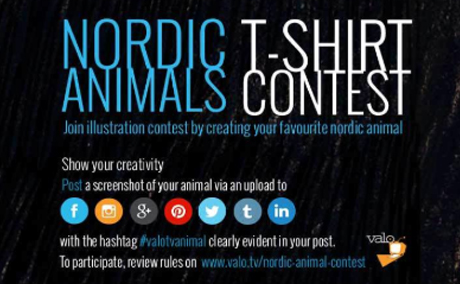 NORDIC T-SHIRT
ANIMALS CONTEST
Join illustration contest by creating your favourite nordic animal
Show your creativity
Post a screenshot of your animal via an upload to
f g+ t in
with the hashtag #valotvanimal clearly evident in your post.
valo
To participate, review rules on www.valo.tv/nordic-animal-contest